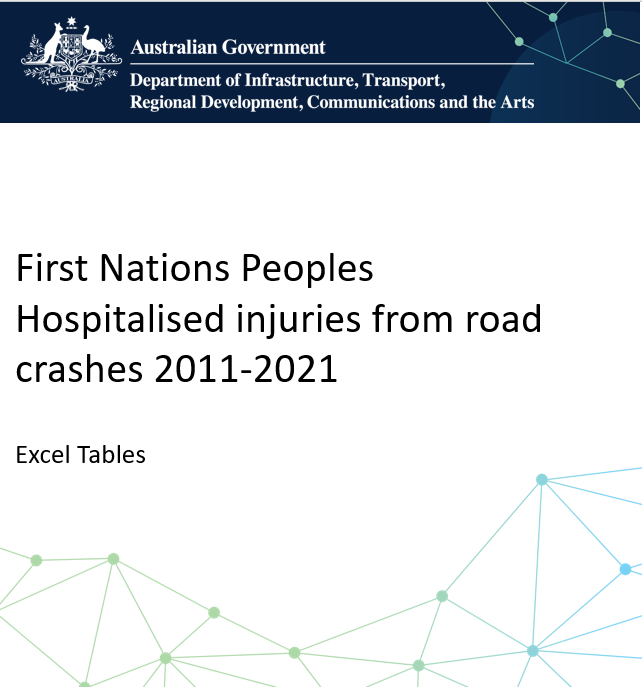 Australian Government
Department of Infrastructure, Transport,
Regional Development, Communications and the Arts
AUSTRALIA
First Nations Peoples
Hospitalised injuries from road
crashes 2011-2021
Excel Tables